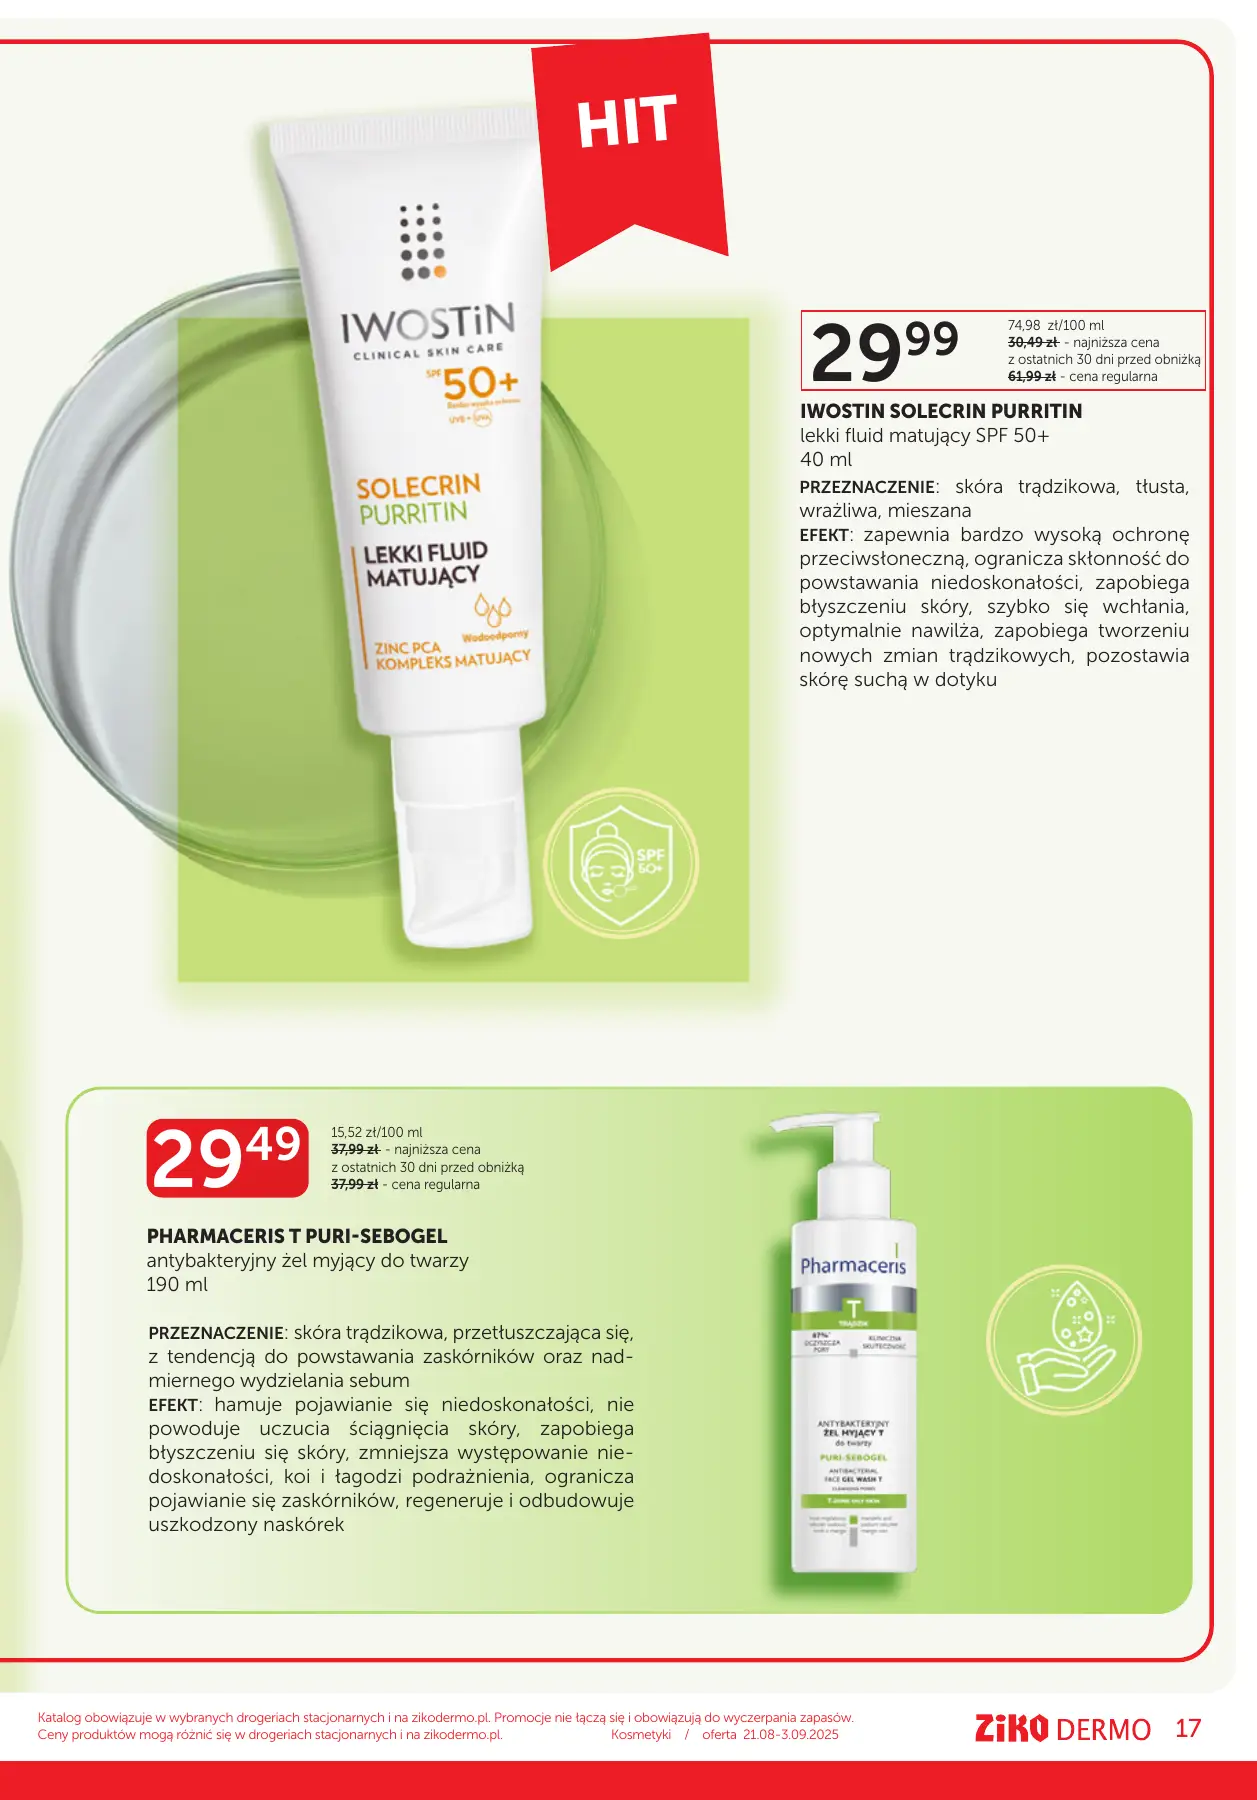 HIT
IWOSTiN
CLINICAL SKIN CARE
SPF 50+
UVB + UVA
SOLECRIN
PURRITIN
LEKKI FLUID
MATUJĄCY
Wodoodporny
ZINC PCA
KOMPLEKS MATUJĄCY
SPF
50+
29 99
74,98 zł/100 ml
30,49 zł - najniższa cena
z ostatnich 30 dni przed obniżką
61,99 zł - cena regularna
IWOSTIN SOLECRIN PURRITIN
lekki fluid matujący SPF 50+
40 ml
PRZEZNACZENIE: skóra trądzikowa, tłusta,
wrażliwa, mieszana
EFEKT: zapewnia bardzo wysoką ochronę
przeciwsłoneczną, ogranicza skłonność do
powstawania niedoskonałości, zapobiega
błyszczeniu skóry, szybko się wchłania,
optymalnie nawilża, zapobiega tworzeniu
nowych zmian trądzikowych, pozostawia
skórę suchą w dotyku
29 49
15,52 zł/100 ml
37,99 zł - najniższa cena
z ostatnich 30 dni przed obniżką
37,99 zł - cena regularna
PHARMACERIS T PURI-SEBOGEL
antybakteryjny żel myjący do twarzy
190 ml
PRZEZNACZENIE: skóra trądzikowa, przetłuszczająca się,
z tendencją do powstawania zaskórników oraz nad-
miernego wydzielania sebum
EFEKT: hamuje pojawianie się niedoskonałości, nie
powoduje uczucia ściągnięcia skóry, zapobiega
błyszczeniu się skóry, zmniejsza występowanie nie-
doskonałości, koi i łagodzi podrażnienia, ogranicza
pojawianie się zaskórników, regeneruje i odbudowuje
uszkodzony naskórek
Pharmaceris
T
TRĄDZIK
87%*
OCZYSZCZA
PORY
KLINICZNA
SKUTECZNOŚĆ
ANTYBAKTERYJNY
ŻEL MYJĄCY T
do twarzy
PURI-SEBOGEL
ANTIBACTERIAL
FACE GEL WASH T
CLEANSING PORES
T-ZONE OILY SKIN
Katalog obowiązuje w wybranych drogeriach stacjonarnych i na zikodermo.pl. Promocje nie łączą się i obowiązują do wyczerpania zapasów.
Ceny produktów mogą różnić się w drogeriach stacjonarnych i na zikodermo.pl. Kosmetyki / oferta 21.08-3.09.2025
ZiKO DERMO 17